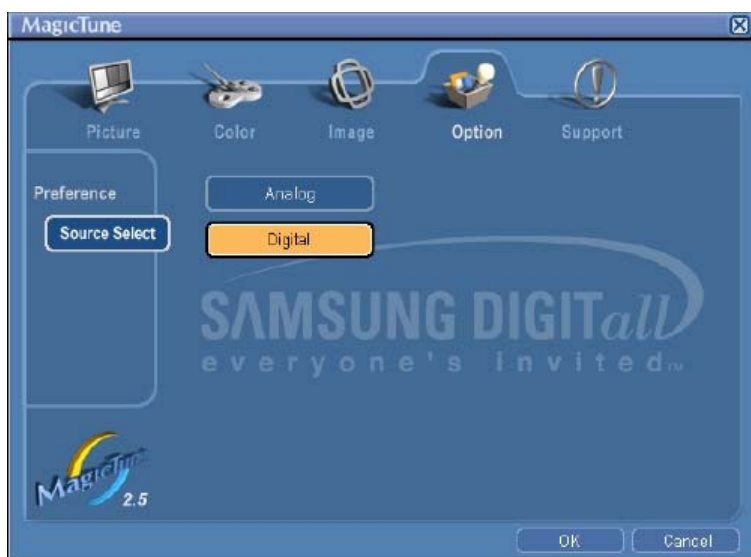 MagicTune
Picture Color Image Option Support
Preference
Source Select
Analog
Digital
SAMSUNG DIGITall
everyone's invited™
MagicTune
2.5
OK Cancel